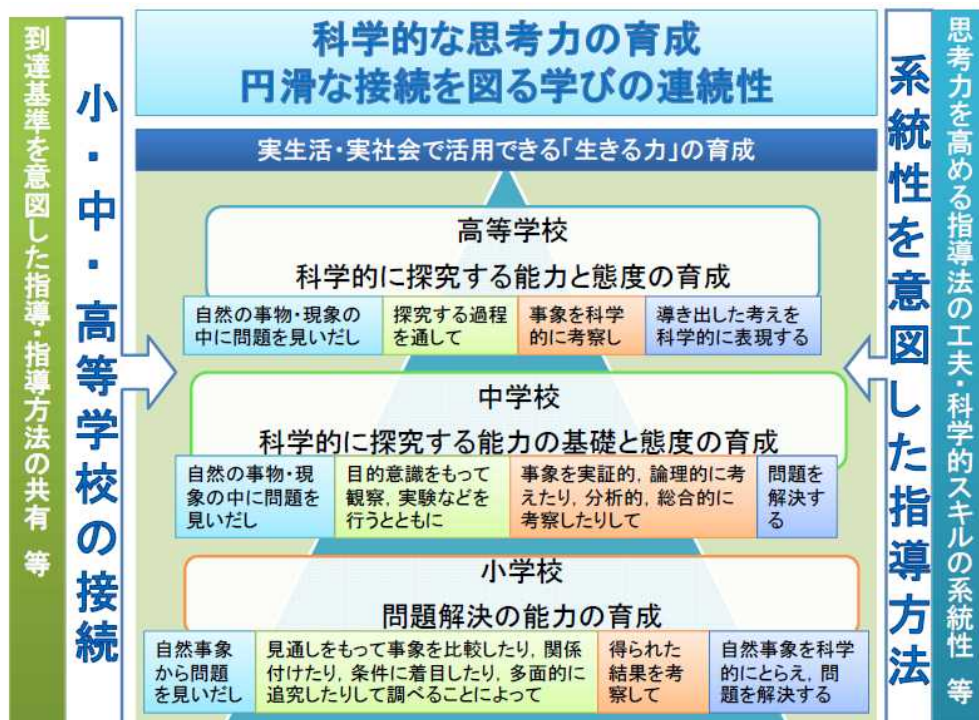 科学的な思考力の育成
円滑な接続を図る学びの連続性
到達基準を意図した指導・指導方法の共有 等
小・中・高等学校の接続
実生活・実社会で活用できる「生きる力」の育成
高等学校
科学的に探究する能力と態度の育成
自然の事物・現象の
中に問題を見いだし
探究する過程
を通して
事象を科学
的に考察し
導き出した考えを
科学的に表現する
中学校
科学的に探究する能力の基礎と態度の育成
自然の事物・現
象の中に問題を
見いだし
目的意識をもって
観察，実験などを
行うとともに
事象を実証的，論理的に考
えたり，分析的，総合的に
考察したりして
問題を
解決す
る
小学校
問題解決の能力の育成
自然事象
から問題
を見いだし
見通しをもって事象を比較したり，関係
付けたり，条件に着目したり，多面的に
追究したりして調べることによって
得られた
結果を考
察して
自然事象を科学
的にとらえ，問
題を解決する
系統性を意図した指導方法
思考力を高める指導法の工夫・科学的スキルの系統性 等